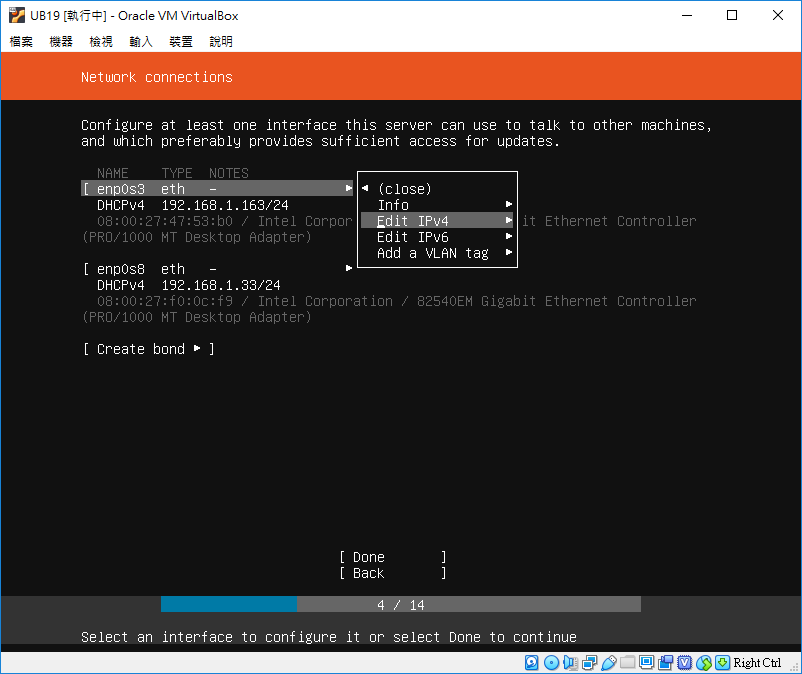 UB19 [執行中] - Oracle VM VirtualBox
檔案 機器 檢視 輸入 裝置 說明
Network connections
Configure at least one interface this server can use to talk to other machines,
and which preferably provides sufficient access for updates.
NAME TYPE NOTES
[ enp0s3 eth - ▸
DHCPv4 192.168.1.163/24
08:00:27:47:53:b0 / Intel Corpor
it Ethernet Controller
(PRO/1000 MT Desktop Adapter)
◂ (close)
Info ▸
Edit IPv4 ▸
Edit IPv6 ▸
Add a VLAN tag ▸
[ enp0s8 eth - ▸
DHCPv4 192.168.1.33/24
08:00:27:f0:0c:f9 / Intel Corporation / 82540EM Gigabit Ethernet Controller
(PRO/1000 MT Desktop Adapter)
[ Create bond ▸ ]
[ Done ]
[ Back ]
4 / 14
Select an interface to configure it or select Done to continue
Right Ctrl